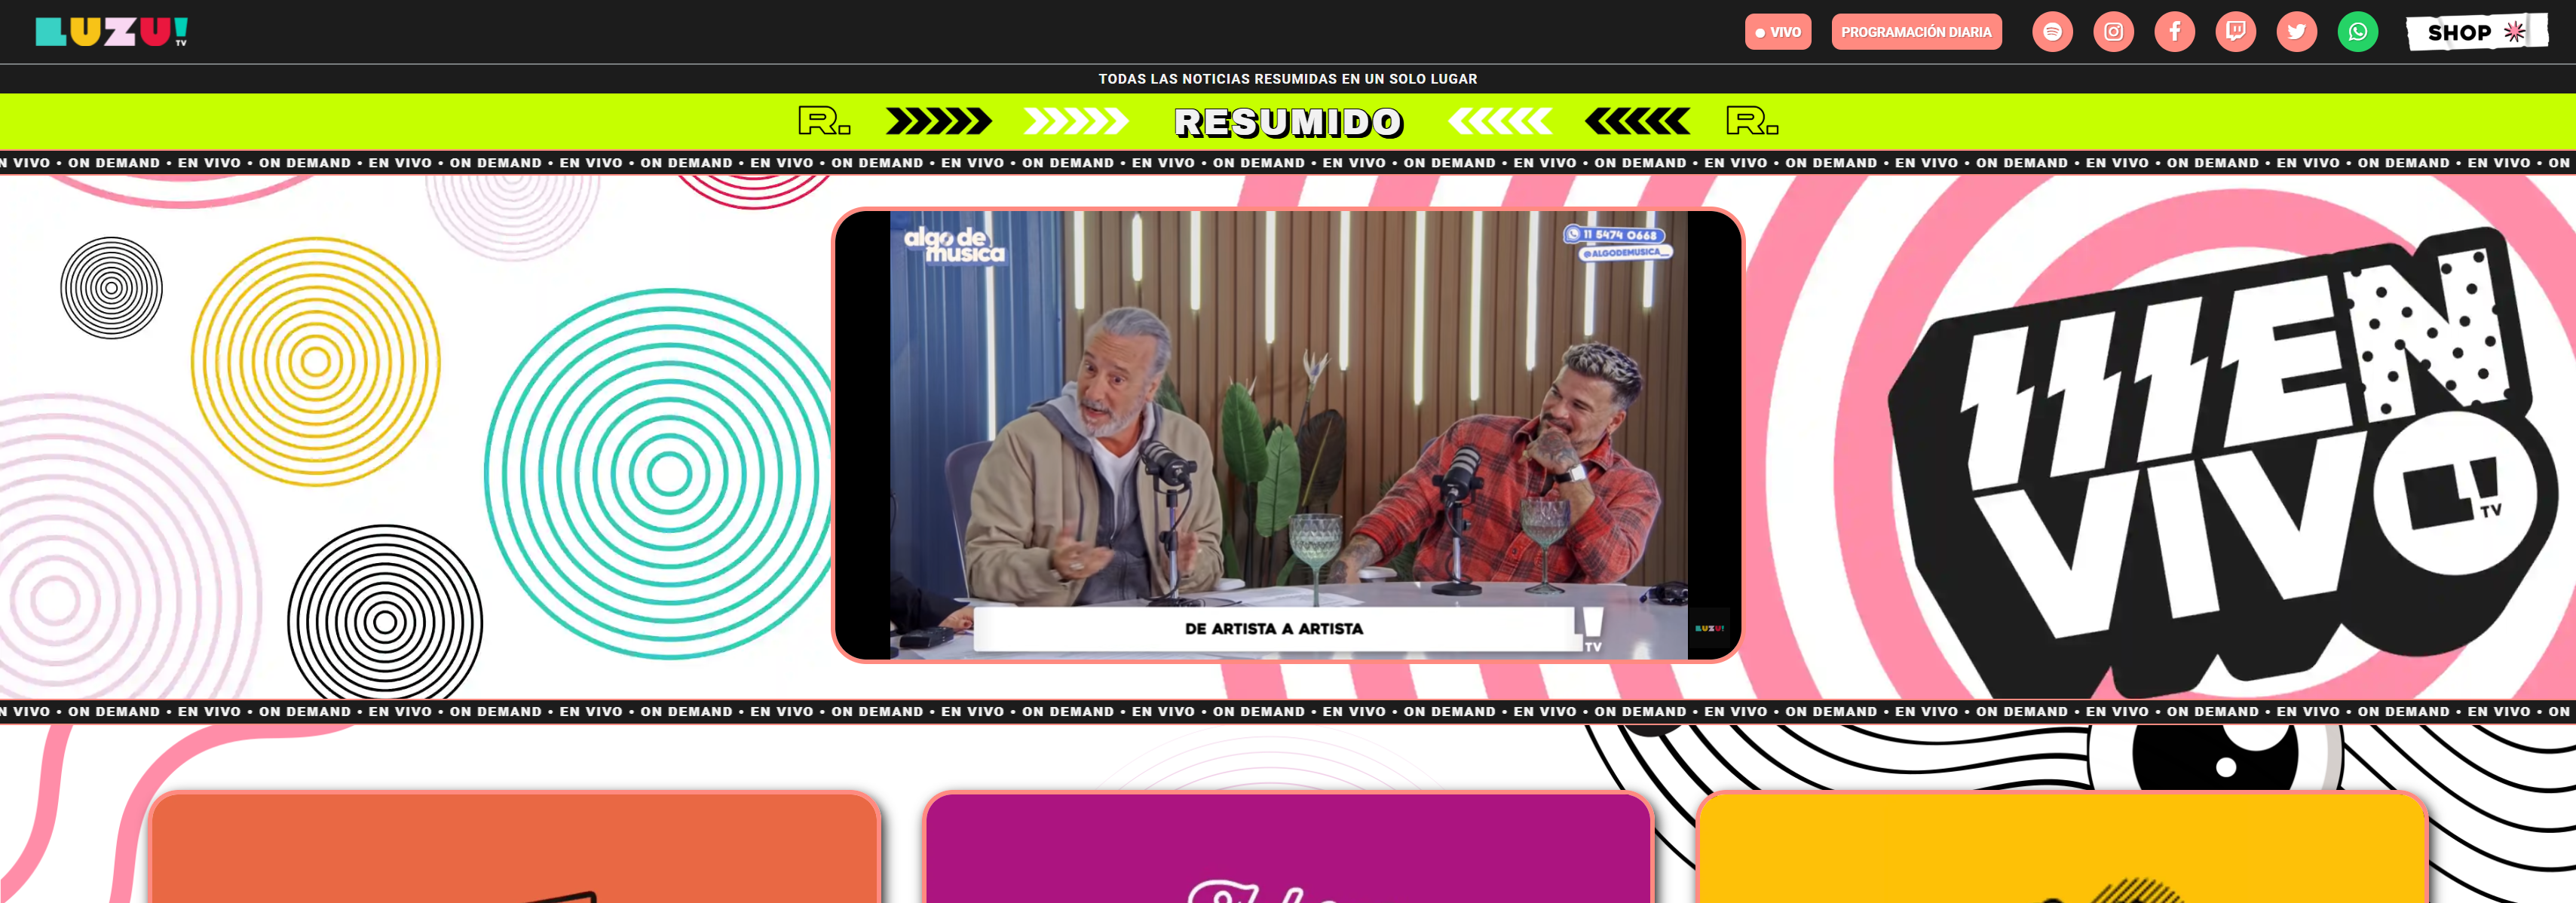 LUZU! TV
VIVO
PROGRAMACIÓN DIARIA
SHOP
TODAS LAS NOTICIAS RESUMIDAS EN UN SOLO LUGAR
R. RESUMIDO R.
N VIVO • ON DEMAND • EN VIVO • ON DEMAND • EN VIVO • ON DEMAND • EN VIVO • ON DEMAND • EN VIVO • ON DEMAND • EN VIVO • ON DEMAND • EN VIVO • ON DEMAND • EN VIVO • ON DEMAND • EN VIVO • ON DEMAND • EN VIVO • ON DEMAND • EN VIVO • ON DEMAND • EN VIVO • ON DEMAND • EN VIVO • ON DEMAND • EN VIVO • ON
algo de
musica
11 5474 0668
@ALGODEMUSICA__
EN
VIVO
TV
DE ARTISTA A ARTISTA
TV
LUZU!
N VIVO • ON DEMAND • EN VIVO • ON DEMAND • EN VIVO • ON DEMAND • EN VIVO • ON DEMAND • EN VIVO • ON DEMAND • EN VIVO • ON DEMAND • EN VIVO • ON DEMAND • EN VIVO • ON DEMAND • EN VIVO • ON DEMAND • EN VIVO • ON DEMAND • EN VIVO • ON DEMAND • EN VIVO • ON DEMAND • EN VIVO • ON DEMAND • EN VIVO • ON